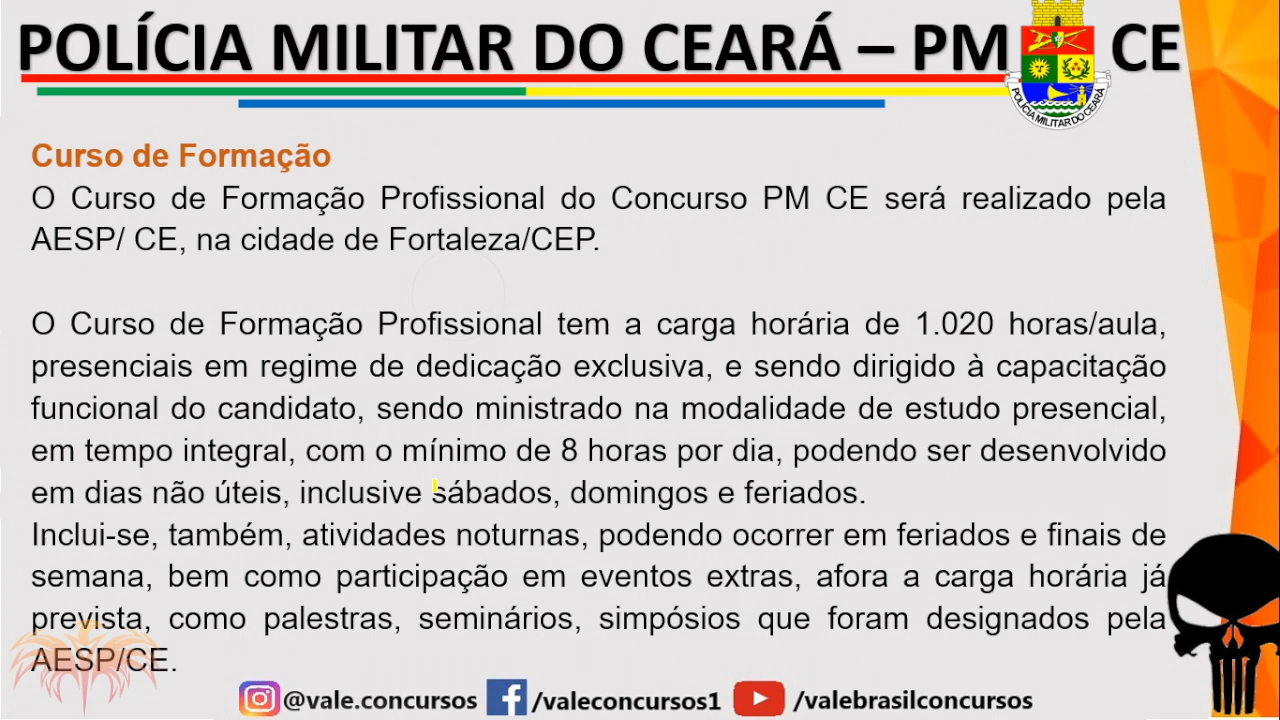 POLÍCIA MILITAR DO CEARÁ – PM CE
POLÍCIA MILITAR DO CEARÁ
Curso de Formação
O Curso de Formação Profissional do Concurso PM CE será realizado pela
AESP/ CE, na cidade de Fortaleza/CEP.
O Curso de Formação Profissional tem a carga horária de 1.020 horas/aula,
presenciais em regime de dedicação exclusiva, e sendo dirigido à capacitação
funcional do candidato, sendo ministrado na modalidade de estudo presencial,
em tempo integral, com o mínimo de 8 horas por dia, podendo ser desenvolvido
em dias não úteis, inclusive sábados, domingos e feriados.
Inclui-se, também, atividades noturnas, podendo ocorrer em feriados e finais de
semana, bem como participação em eventos extras, afora a carga horária já
prevista, como palestras, seminários, simpósios que foram designados pela
AESP/CE.
@vale.concursos /valeconcursos1 /valebrasilconcursos